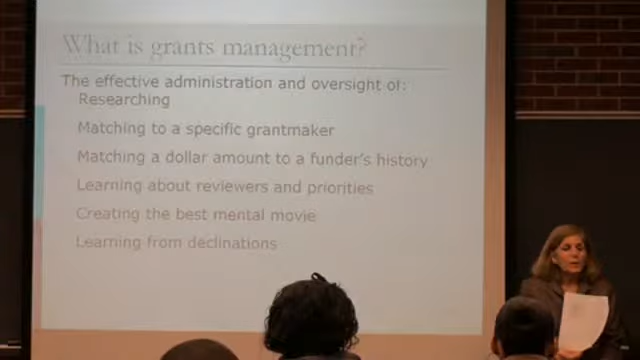 What is grants management?
The effective administration and oversight of:
Researching
Matching to a specific grantmaker
Matching a dollar amount to a funder's history
Learning about reviewers and priorities
Creating the best mental movie
Learning from declinations